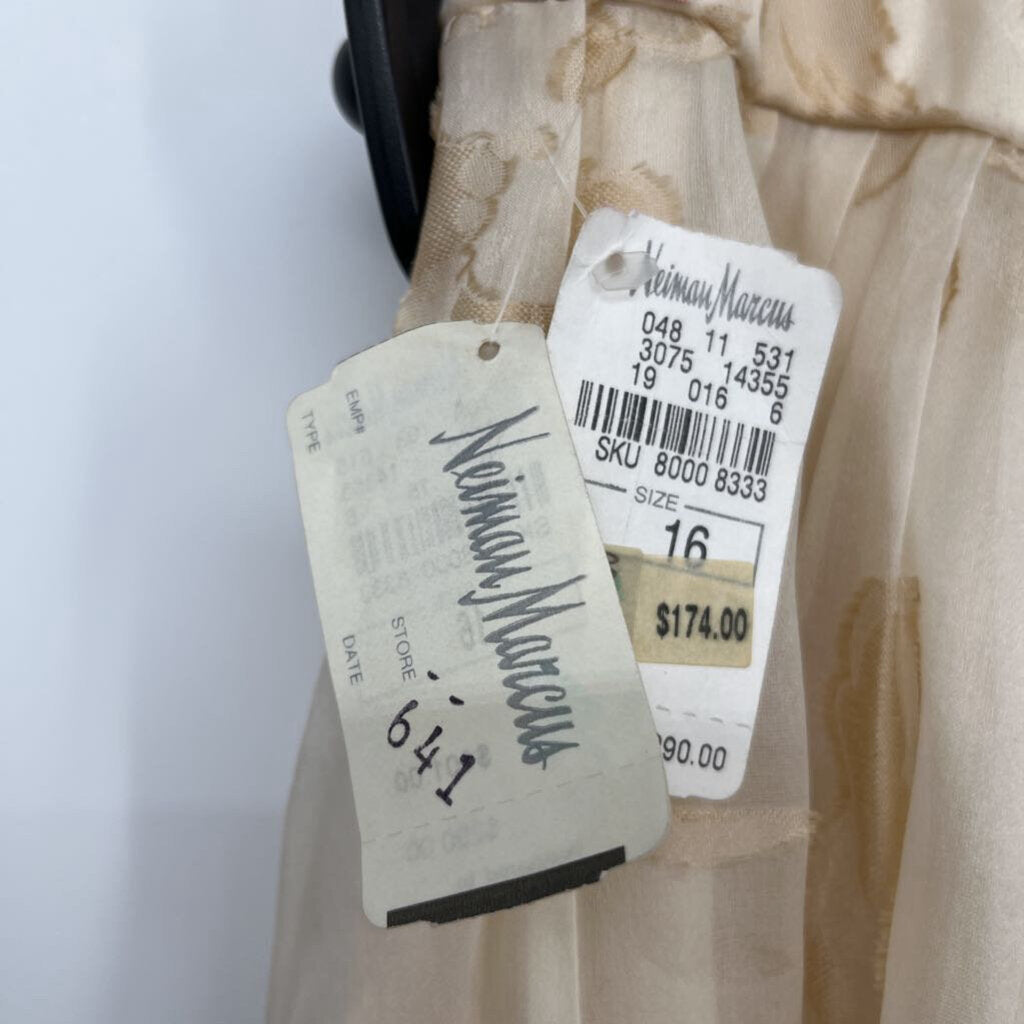 Neiman Marcus
EMP#
TYPE
STORE
DATE
641
Neiman Marcus
048 11 531
3075 14355
19 016 6
SKU 8000 8333
SIZE
16
$174.00
90.00